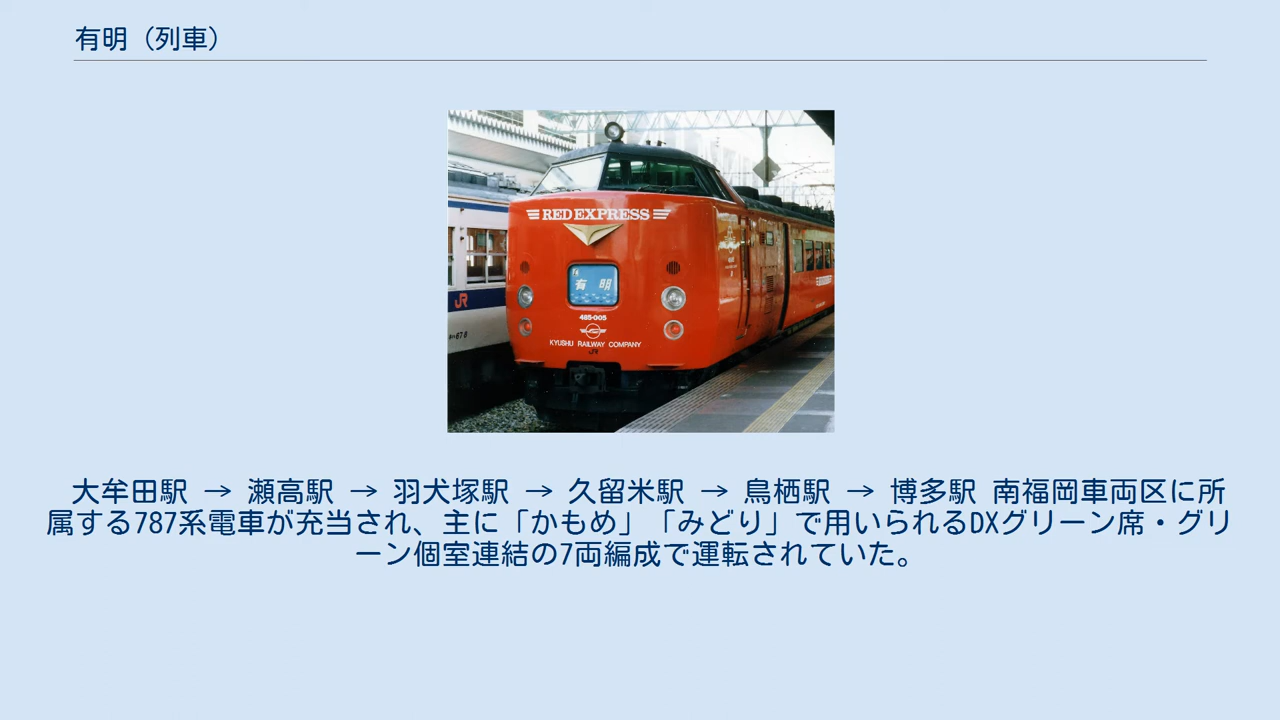 有明（列車）
RED EXPRESS
有明
485-005
KYUSHU RAILWAY COMPANY
JR
JR
大牟田駅 → 瀬高駅 → 羽犬塚駅 → 久留米駅 → 鳥栖駅 → 博多駅 南福岡車両区に所
属する787系電車が充当され、主に「かもめ」「みどり」で用いられるDXグリーン席・グリ
ーン個室連結の7両編成で運転されていた。